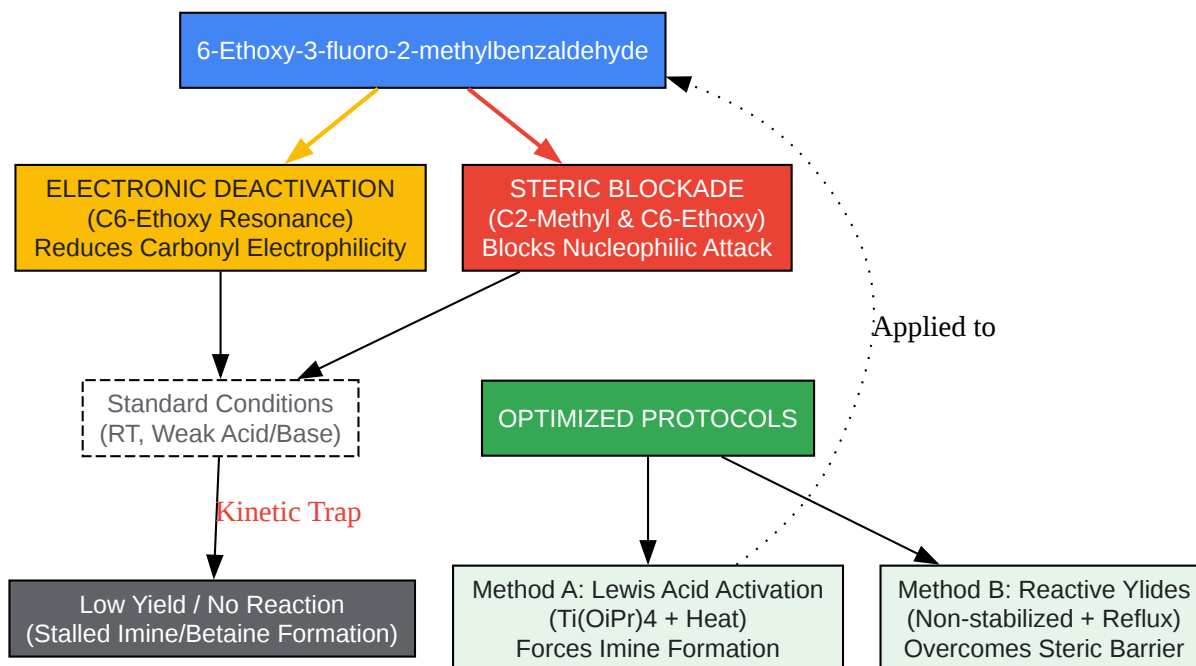 6-Ethoxy-3-fluoro-2-methylbenzaldehyde
ELECTRONIC DEACTIVATION
(C6-Ethoxy Resonance)
Reduces Carbonyl Electrophilicity
STERIC BLOCKADE
(C2-Methyl & C6-Ethoxy)
Blocks Nucleophilic Attack
Applied to
Standard Conditions
(RT, Weak Acid/Base)
OPTIMIZED PROTOCOLS
Kinetic Trap
Low Yield / No Reaction
(Stalled Imine/Betaine Formation)
Method A: Lewis Acid Activation
(Ti(OiPr)4 + Heat)
Forces Imine Formation
Method B: Reactive Ylides
(Non-stabilized + Reflux)
Overcomes Steric Barrier